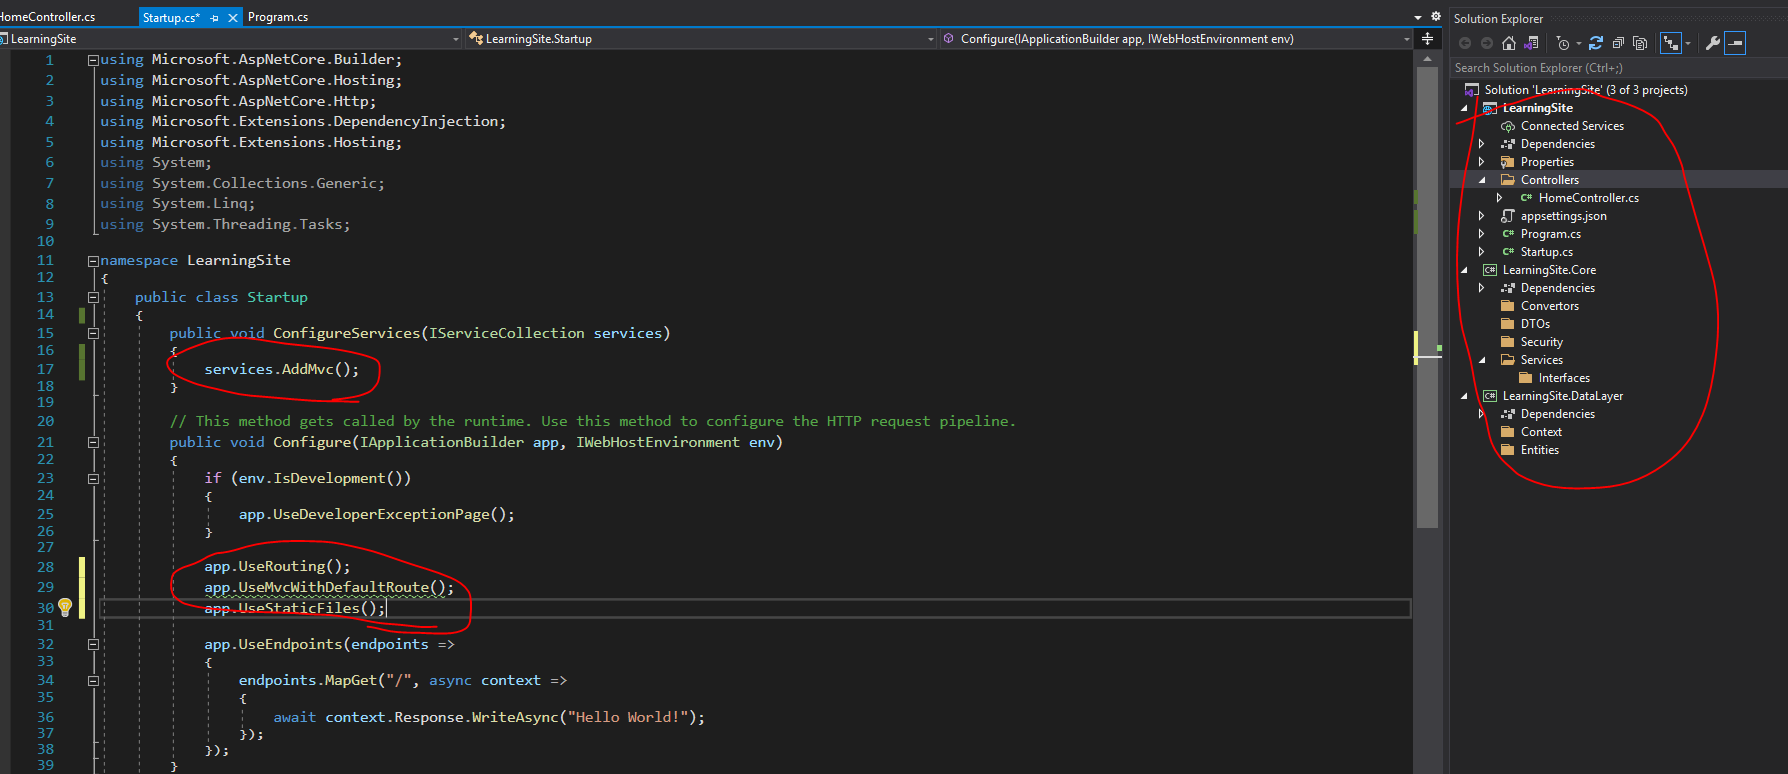 HomeController.cs
Startup.cs*
Program.cs
LearningSite
LearningSite.Startup
Configure(IApplicationBuilder app, IWebHostEnvironment env)
1 using Microsoft.AspNetCore.Builder;
2 using Microsoft.AspNetCore.Hosting;
3 using Microsoft.AspNetCore.Http;
4 using Microsoft.Extensions.DependencyInjection;
5 using Microsoft.Extensions.Hosting;
6 using System;
7 using System.Collections.Generic;
8 using System.Linq;
9 using System.Threading.Tasks;
10
11 namespace LearningSite
12 {
13 public class Startup
14 {
15 public void ConfigureServices(IServiceCollection services)
16 {
17 services.AddMvc();
18 }
19
20 // This method gets called by the runtime. Use this method to configure the HTTP request pipeline.
21 public void Configure(IApplicationBuilder app, IWebHostEnvironment env)
22 {
23 if (env.IsDevelopment())
24 {
25 app.UseDeveloperExceptionPage();
26 }
27
28 app.UseRouting();
29 app.UseMvcWithDefaultRoute();
30 app.UseStaticFiles();
31
32 app.UseEndpoints(endpoints =>
33 {
34 endpoints.MapGet("/", async context =>
35 {
36 await context.Response.WriteAsync("Hello World!");
37 });
38 });
39 }
Solution Explorer
Search Solution Explorer (Ctrl+;)
Solution 'LearningSite' (3 of 3 projects)
LearningSite
Connected Services
Dependencies
Properties
Controllers
C# HomeController.cs
appsettings.json
C# Program.cs
C# Startup.cs
C# LearningSite.Core
Dependencies
Convertors
DTOs
Security
Services
Interfaces
C# LearningSite.DataLayer
Dependencies
Context
Entities